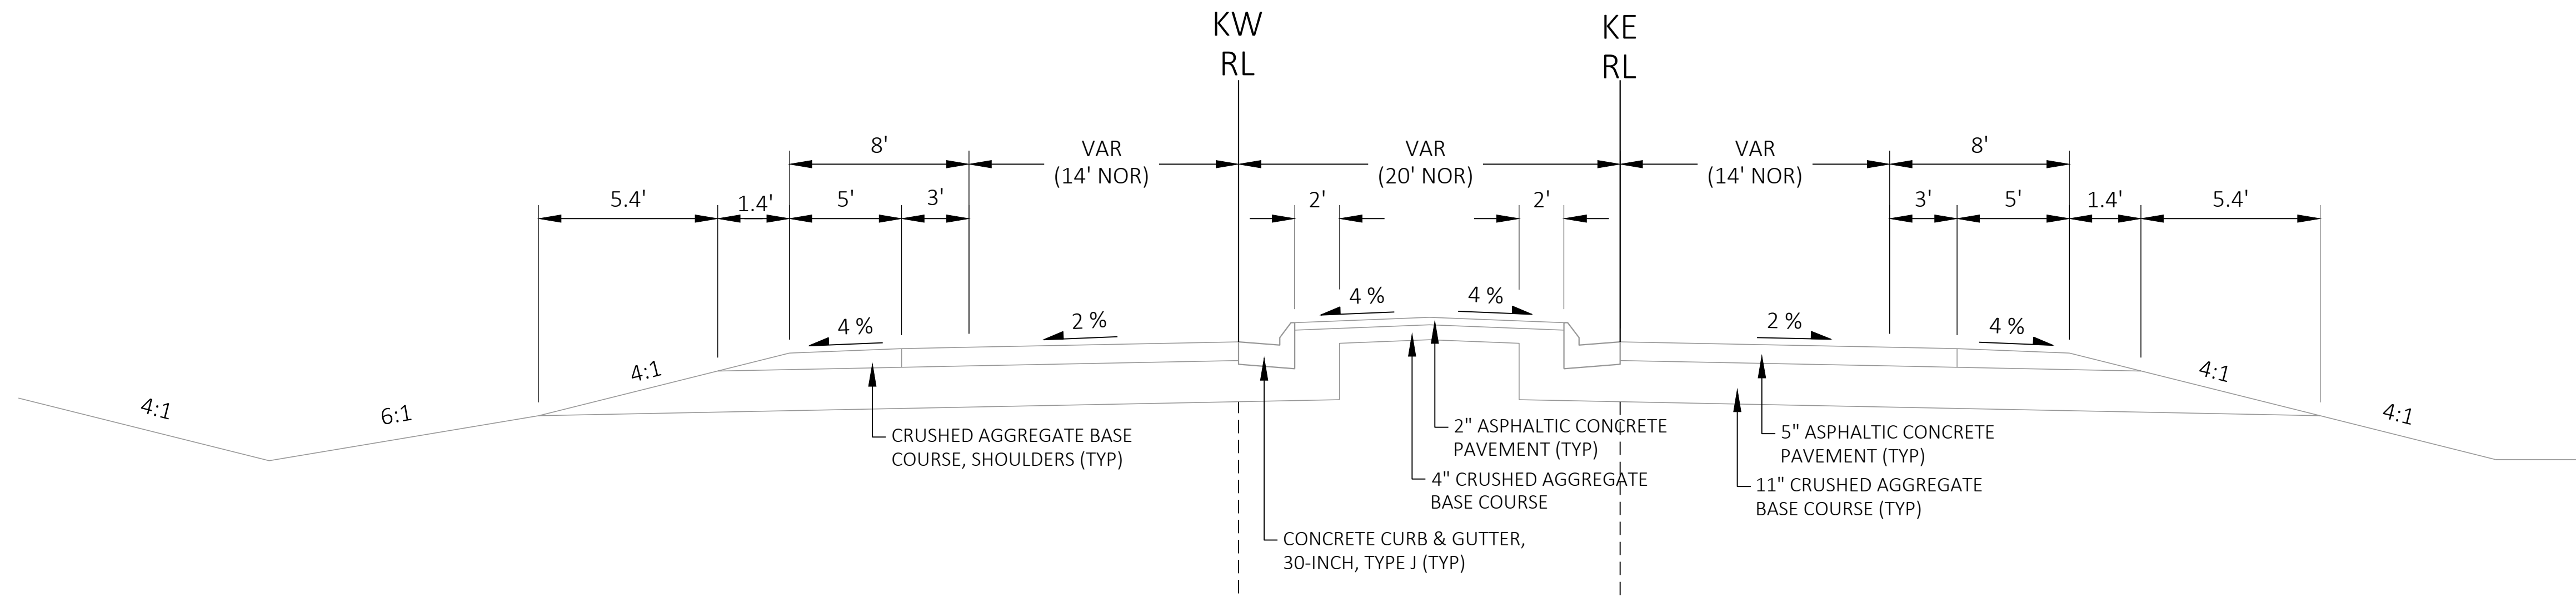 KW
RL
KE
RL
8'
VAR
(14' NOR)
VAR
(20' NOR)
VAR
(14' NOR)
8'
5.4'
1.4'
5'
3'
2'
2'
3'
5'
1.4'
5.4'
4 %
2 %
4 %
4 %
2 %
4 %
4:1
6:1
4:1
4:1
4:1
CRUSHED AGGREGATE BASE
COURSE, SHOULDERS (TYP)
2" ASPHALTIC CONCRETE
PAVEMENT (TYP)
4" CRUSHED AGGREGATE
BASE COURSE
5" ASPHALTIC CONCRETE
PAVEMENT (TYP)
11" CRUSHED AGGREGATE
BASE COURSE (TYP)
CONCRETE CURB & GUTTER,
30-INCH, TYPE J (TYP)